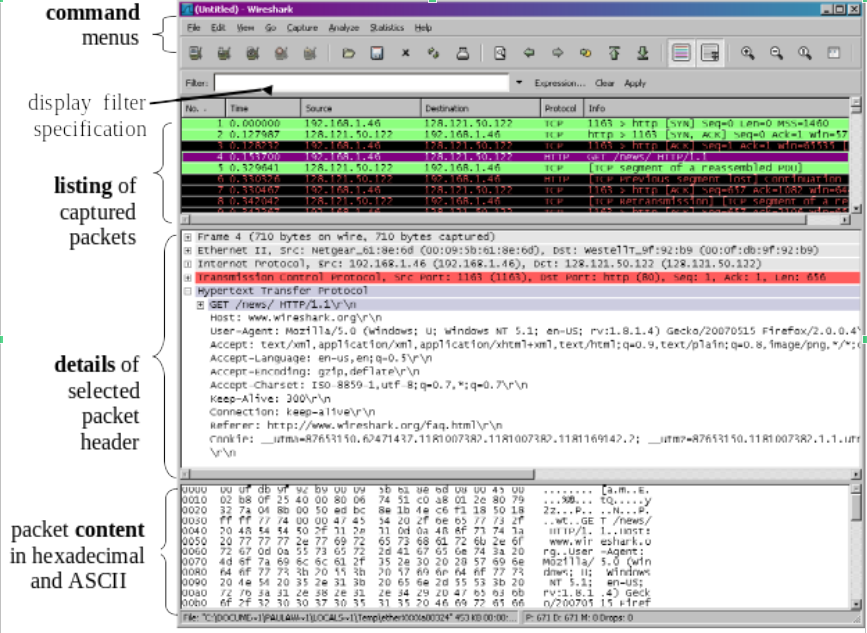 command
menus
display filter
specification
listing of
captured
packets
details of
selected
packet
header
packet content
in hexadecimal
and ASCII
(Untitled) - Wireshark
File Edit View Go Capture Analyze Statistics Help
Filter: Expression... Clear Apply
No. . Time Source Destination Protocol Info
1 0.000000 192.168.1.46 128.121.50.122 TCP 1163 > http [SYN] Seq=0 Len=0 MSS=1460
2 0.127987 128.121.50.122 192.168.1.46 TCP http > 1163 [SYN, ACK] Seq=0 Ack=1 Win=57
3 0.128232 192.168.1.46 128.121.50.122 TCP 1163 > http [ACK] Seq=1 Ack=1 Win=65535 [
4 0.153700 192.168.1.46 128.121.50.122 HTTP GET /news/ HTTP/1.1
5 0.329641 128.121.50.122 192.168.1.46 TCP [TCP segment of a reassembled PDU]
6 0.330326 128.121.50.122 192.168.1.46 HTTP [TCP Previous segment lost] Continuation
7 0.330467 192.168.1.46 128.121.50.122 TCP 1163 > http [ACK] Seq=657 Ack=1082 Win=64
8 0.342042 128.121.50.122 192.168.1.46 TCP [TCP Retransmission] [TCP segment of a re
Frame 4 (710 bytes on wire, 710 bytes captured)
Ethernet II, Src: Netgear_61:8e:6d (00:09:5b:61:8e:6d), Dst: WestellT_9f:92:b9 (00:0f:db:9f:92:b9)
Internet Protocol, Src: 192.168.1.46 (192.168.1.46), Dst: 128.121.50.122 (128.121.50.122)
Transmission Control Protocol, Src Port: 1163 (1163), Dst Port: http (80), Seq: 1, Ack: 1, Len: 656
Hypertext Transfer Protocol
GET /news/ HTTP/1.1\r\n
Host: www.wireshark.org\r\n
User-Agent: Mozilla/5.0 (Windows; U; Windows NT 5.1; en-US; rv:1.8.1.4) Gecko/20070515 Firefox/2.0.0.4\
Accept: text/xml,application/xml,application/xhtml+xml,text/html;q=0.9,text/plain;q=0.8,image/png,*/*;
Accept-Language: en-us,en;q=0.5\r\n
Accept-Encoding: gzip,deflate\r\n
Accept-Charset: ISO-8859-1,utf-8;q=0.7,*;q=0.7\r\n
Keep-Alive: 300\r\n
Connection: keep-alive\r\n
Referer: http://www.wireshark.org/faq.html\r\n
Cookie: __utma=87653150.62471437.1181007382.1181007382.1181169142.2; __utmz=87653150.1181007382.1.1.ut
\r\n
0000 00 0f db 9f 92 b9 00 09 5b 61 8e 6d 08 00 45 00 ........ [a.m..E.
0010 02 b8 0f 25 40 00 80 06 74 51 c0 a8 01 2e 80 79
0020 32 7a 04 8b 00 50 ed bc 8e 1b 4e c6 f1 18 50 18 2z...P.. ..N...P.
0030 ff ff 77 74 00 00 47 45 54 20 2f 6e 65 77 73 2f ..wt..GE T /news/
0040 20 48 54 54 50 2f 31 2e 31 0d 0a 48 6f 73 74 3a HTTP/1. 1..Host:
0050 20 77 77 77 2e 77 69 72 65 73 68 61 72 6b 2e 6f www.wir eshark.o
0060 72 67 0d 0a 55 73 65 72 2d 41 67 65 6e 74 3a 20 rg..User -Agent:
0070 4d 6f 7a 69 6c 6c 61 2f 35 2e 30 20 28 57 69 6e Mozilla/ 5.0 (Win
0080 64 6f 77 73 3b 20 55 3b 20 57 69 6e 64 6f 77 73 dows; U; Windows
0090 20 4e 54 20 35 2e 31 3b 20 65 6e 2d 55 53 3b 20 NT 5.1; en-US;
00a0 72 76 3a 31 2e 38 2e 31 2e 34 29 20 47 65 63 6b rv:1.8.1 .4) Geck
00b0 6f 2f 32 30 30 37 30 35 31 35 20 46 69 72 65 66 o/200705 15 Firef
P: 671 D: 671 M: 0 Drops: 0